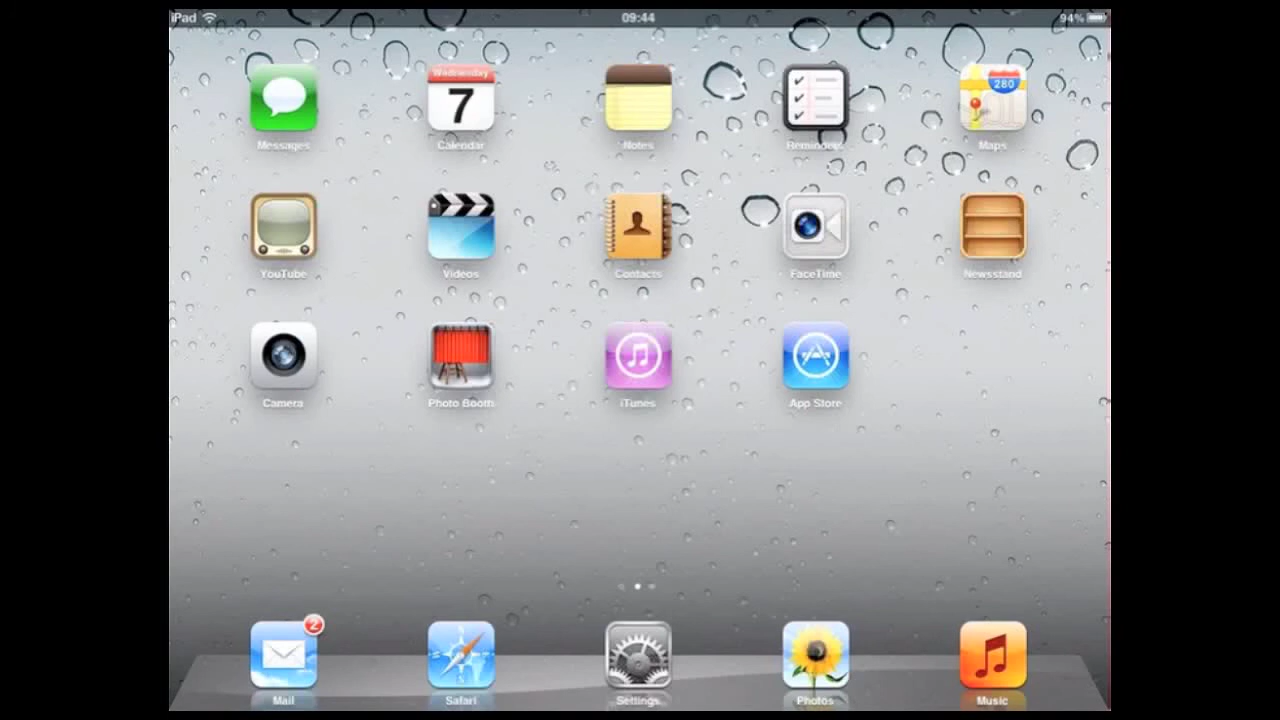 iPad 09:44 94%
Wednesday
7
280
Messages Calendar Notes Reminders Maps
YouTube Videos Contacts FaceTime Newsstand
Camera Photo Booth iTunes App Store
2
Mail Safari Settings Photos Music